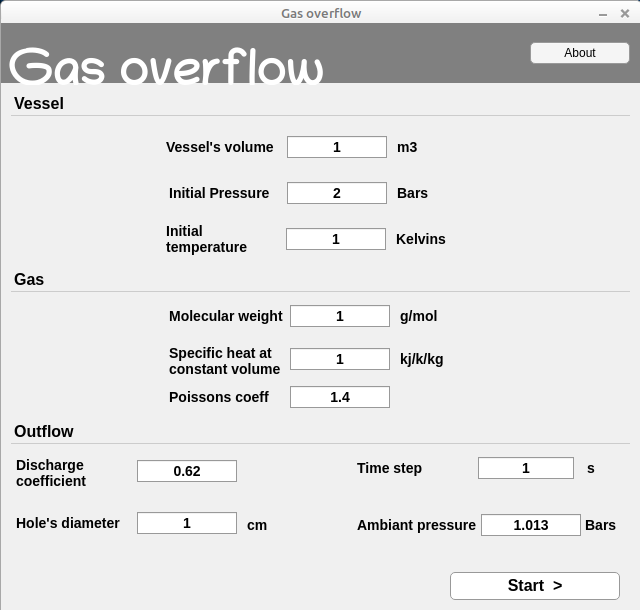 Gas overflow
Gas overflow
About
Vessel
Vessel's volume 1 m3
Initial Pressure 2 Bars
Initial
temperature 1 Kelvins
Gas
Molecular weight 1 g/mol
Specific heat at
constant volume 1 kj/k/kg
Poissons coeff 1.4
Outflow
Discharge
coefficient 0.62
Time step 1 s
Hole's diameter 1 cm
Ambiant pressure 1.013 Bars
Start >